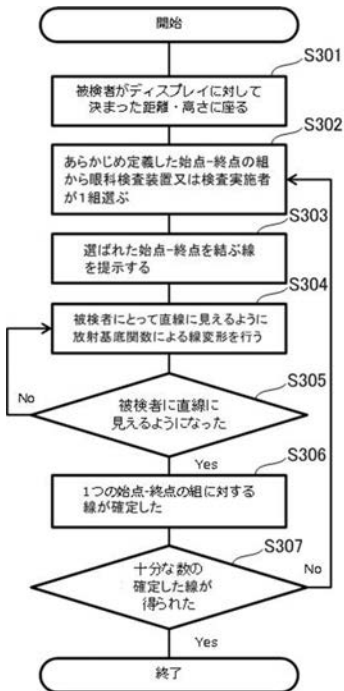 開始
S301
被検者がディスプレイに対して
決まった距離・高さに座る
S302
あらかじめ定義した始点-終点の組
から眼科検査装置又は検査実施者
が1組選ぶ
S303
選ばれた始点-終点を結ぶ線
を提示する
S304
被検者にとって直線に見えるように
放射基底関数による線変形を行う
S305
No
被検者に直線に
見えるようになった
Yes
S306
1つの始点-終点の組に対する
線が確定した
S307
十分な数の
確定した線が
得られた
No
Yes
終了